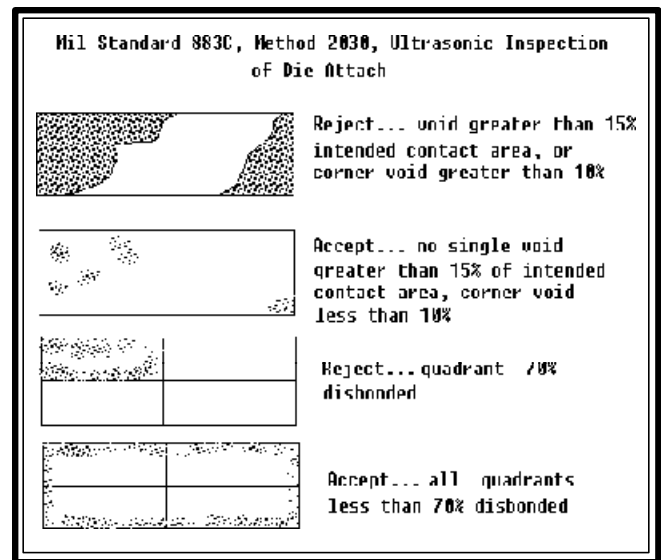 Mil Standard 883C, Method 2030, Ultrasonic Inspection
of Die Attach
Reject... void greater than 15%
intended contact area, or
corner void greater than 10%
Accept... no single void
greater than 15% of intended
contact area, corner void
less than 10%
Reject... quadrant 70%
disbonded
Accept... all quadrants
less than 70% disbonded